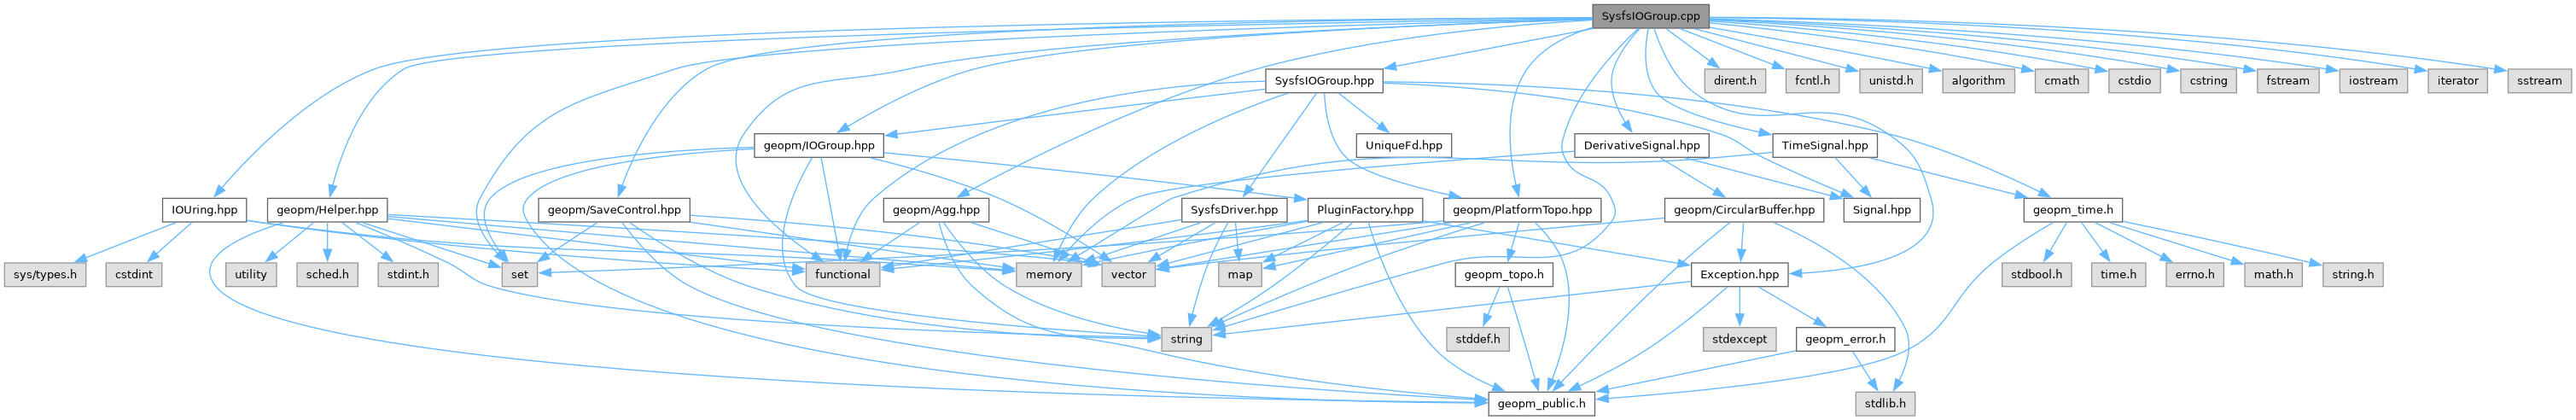 SysfsIOGroup.cpp
SysfsIOGroup.hpp
dirent.h
fcntl.h
unistd.h
algorithm
cmath
cstdio
cstring
fstream
iostream
iterator
sstream
geopm/IOGroup.hpp
UniqueFd.hpp
DerivativeSignal.hpp
TimeSignal.hpp
IOUring.hpp
geopm/Helper.hpp
geopm/SaveControl.hpp
geopm/Agg.hpp
SysfsDriver.hpp
PluginFactory.hpp
geopm/PlatformTopo.hpp
geopm/CircularBuffer.hpp
Signal.hpp
geopm_time.h
sys/types.h
cstdint
utility
sched.h
stdint.h
set
functional
memory
vector
map
geopm_topo.h
Exception.hpp
stdbool.h
time.h
errno.h
math.h
string.h
string
stddef.h
stdexcept
geopm_error.h
geopm_public.h
stdlib.h